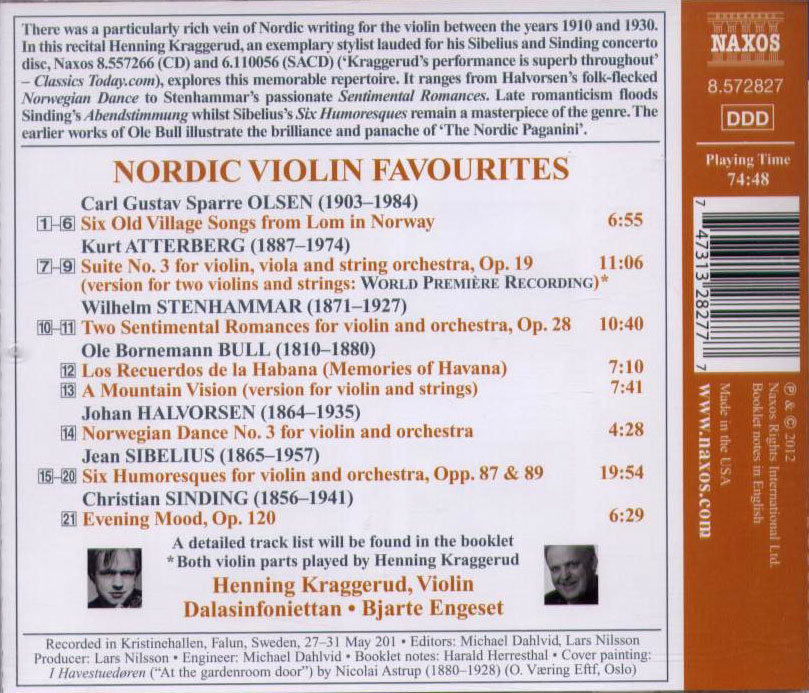 There was a particularly rich vein of Nordic writing for the violin between the years 1910 and 1930.
In this recital Henning Kraggerud, an exemplary stylist lauded for his Sibelius and Sinding concerto
disc, Naxos 8.557266 (CD) and 6.110056 (SACD) (‘Kraggerud’s performance is superb throughout’
– Classics Today.com), explores this memorable repertoire. It ranges from Halvorsen’s folk-flecked
Norwegian Dance to Stenhammar’s passionate Sentimental Romances. Late romanticism floods
Sinding’s Abendstimmung whilst Sibelius’s Six Humoresques remain a masterpiece of the genre. The
earlier works of Ole Bull illustrate the brilliance and panache of ‘The Nordic Paganini’.
NORDIC VIOLIN FAVOURITES
Carl Gustav Sparre OLSEN (1903–1984)
1–6 Six Old Village Songs from Lom in Norway 6:55
Kurt ATTERBERG (1887–1974)
7–9 Suite No. 3 for violin, viola and string orchestra, Op. 19 11:06
(version for two violins and strings: WORLD PREMIÈRE RECORDING)*
Wilhelm STENHAMMAR (1871–1927)
10–11 Two Sentimental Romances for violin and orchestra, Op. 28 10:40
Ole Bornemann BULL (1810–1880)
12 Los Recuerdos de la Habana (Memories of Havana) 7:10
13 A Mountain Vision (version for violin and strings) 7:41
Johan HALVORSEN (1864–1935)
14 Norwegian Dance No. 3 for violin and orchestra 4:28
Jean SIBELIUS (1865–1957)
15–20 Six Humoresques for violin and orchestra, Opp. 87 & 89 19:54
Christian SINDING (1856–1941)
21 Evening Mood, Op. 120 6:29
A detailed track list will be found in the booklet
*Both violin parts played by Henning Kraggerud
Henning Kraggerud, Violin
Dalasinfoniettan • Bjarte Engeset
Recorded in Kristinehallen, Falun, Sweden, 27–31 May 201 • Editors: Michael Dahlvid, Lars Nilsson
Producer: Lars Nilsson • Engineer: Michael Dahlvid • Booklet notes: Harald Herresthal • Cover painting:
I Havestuedøren (“At the gardenroom door”) by Nicolai Astrup (1880–1928) (O. Væring Eftf, Oslo)
NAXOS
8.572827
DDD
Playing Time
74:48
7 47313 28277 7
℗ & © 2012
Naxos Rights International Ltd.
Booklet notes in English
Made in the USA
www.naxos.com